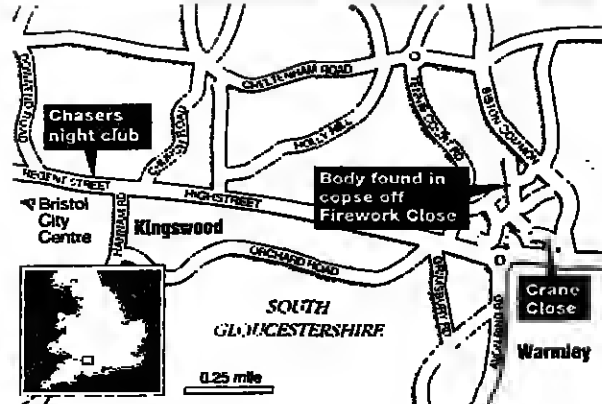 CHELTENHAM ROAD
Chasers
night club
HOLLY HILL
REGENT STREET
HIGH STREET
Body found in
copse off
Firework Close
Bristol
City
Centre
HANHAM RD
Kingswood
ORCHARD ROAD
Crane
Close
SOUTH
GLOUCESTERSHIRE
Warmley
0.25 mile